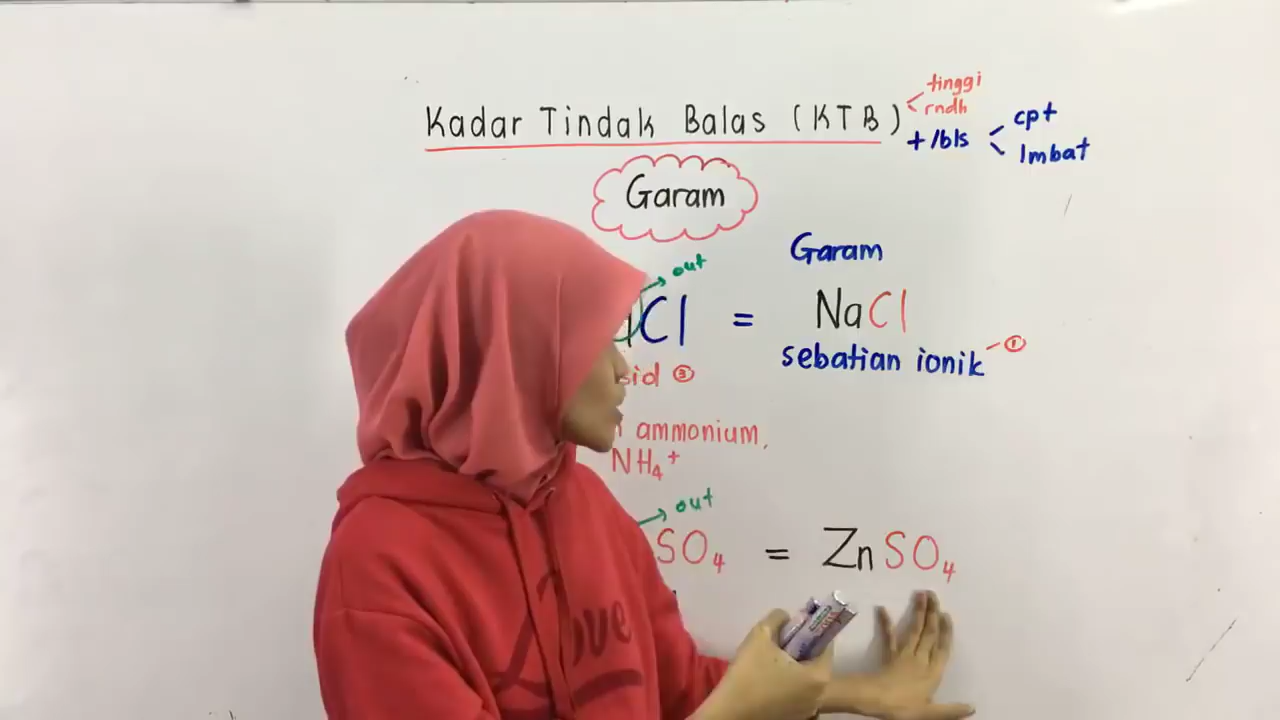 Kadar Tindak Balas (KTB)
tinggi
rndh
+/bls
cpt
lmbat
Garam
out
Garam
Cl = NaCl
sebatian ionik ①
sid ③
ammonium,
NH₄⁺
out
SO₄ = ZnSO₄
Love